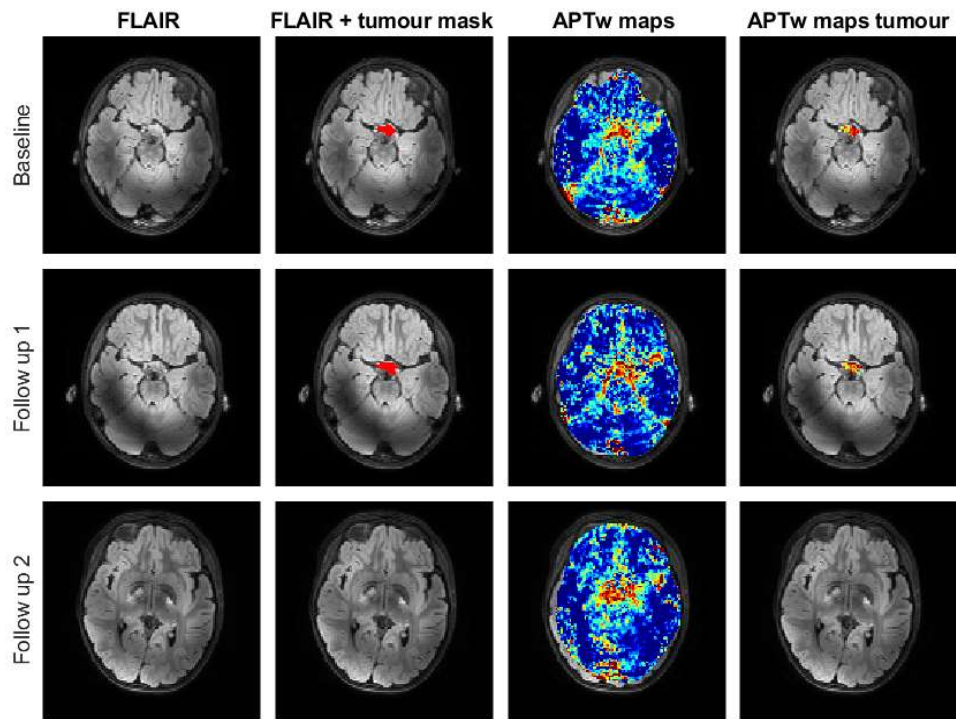 FLAIR
FLAIR + tumour mask
APTw maps
APTw maps tumour
Baseline
Follow up 1
Follow up 2